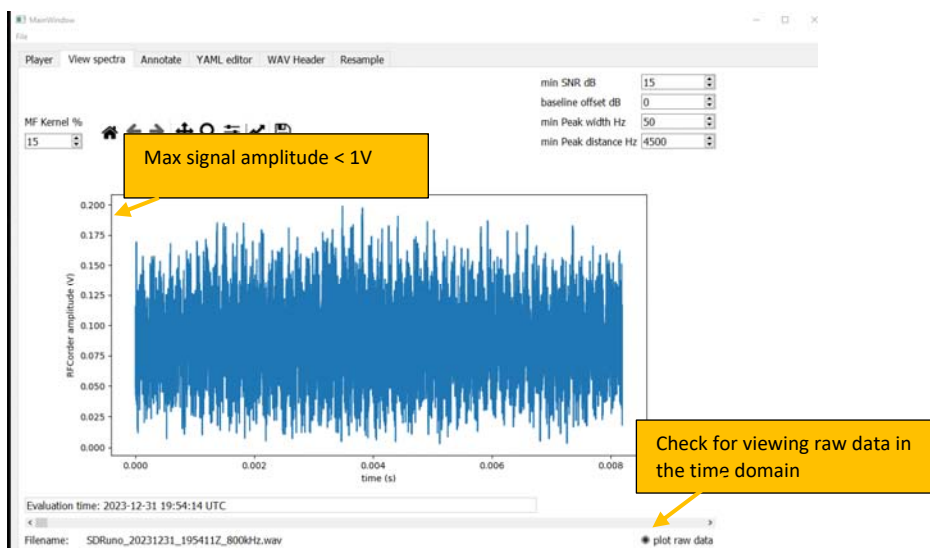 MainWindow
File
Player View spectra Annotate YAML editor WAV Header Resample
min SNR dB 15
baseline offset dB 0
MF Kernel % min Peak width Hz 50
15 min Peak distance Hz 4500
Max signal amplitude < 1V
0.200
0.175
0.150
0.125
0.100
0.075
0.050
0.025
0.000
RFCorder amplitude (V)
0.000 0.002 0.004 0.006 0.008
time (s)
Check for viewing raw data in
the time domain
Evaluation time: 2023-12-31 19:54:14 UTC
Filename: SDRuno_20231231_195411Z_800kHz.wav plot raw data